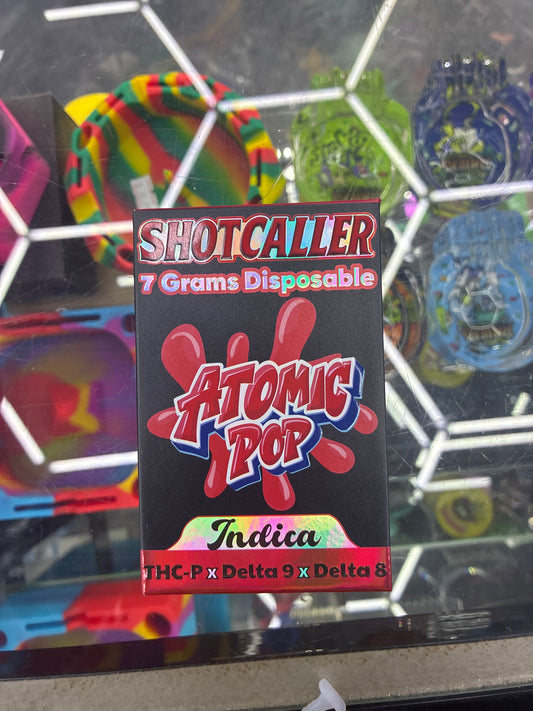 SHOTCALLER
7 Grams Disposable
ATOMIC
POP
Indica
THC-P x Delta 9 x Delta 8